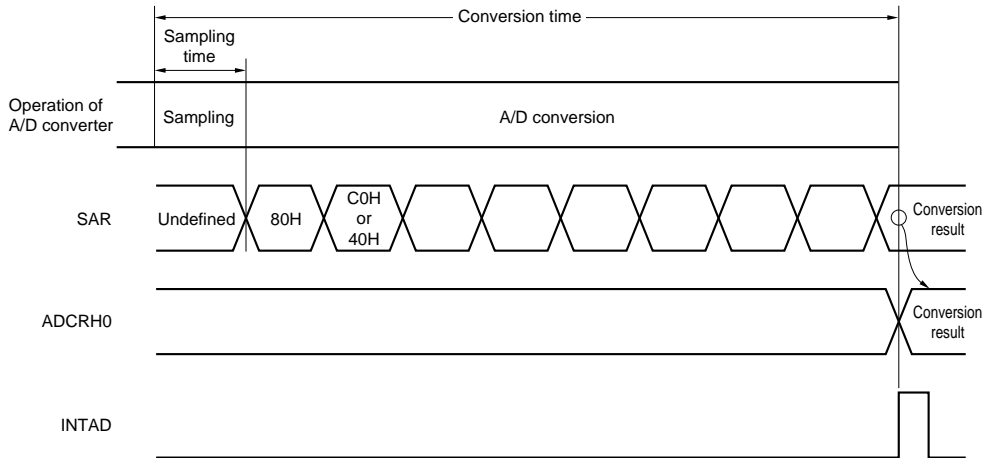 Conversion time
Sampling
time
Operation of
A/D converter
Sampling
A/D conversion
SAR
Undefined
80H
C0H
or
40H
Conversion
result
ADCRH0
Conversion
result
INTAD